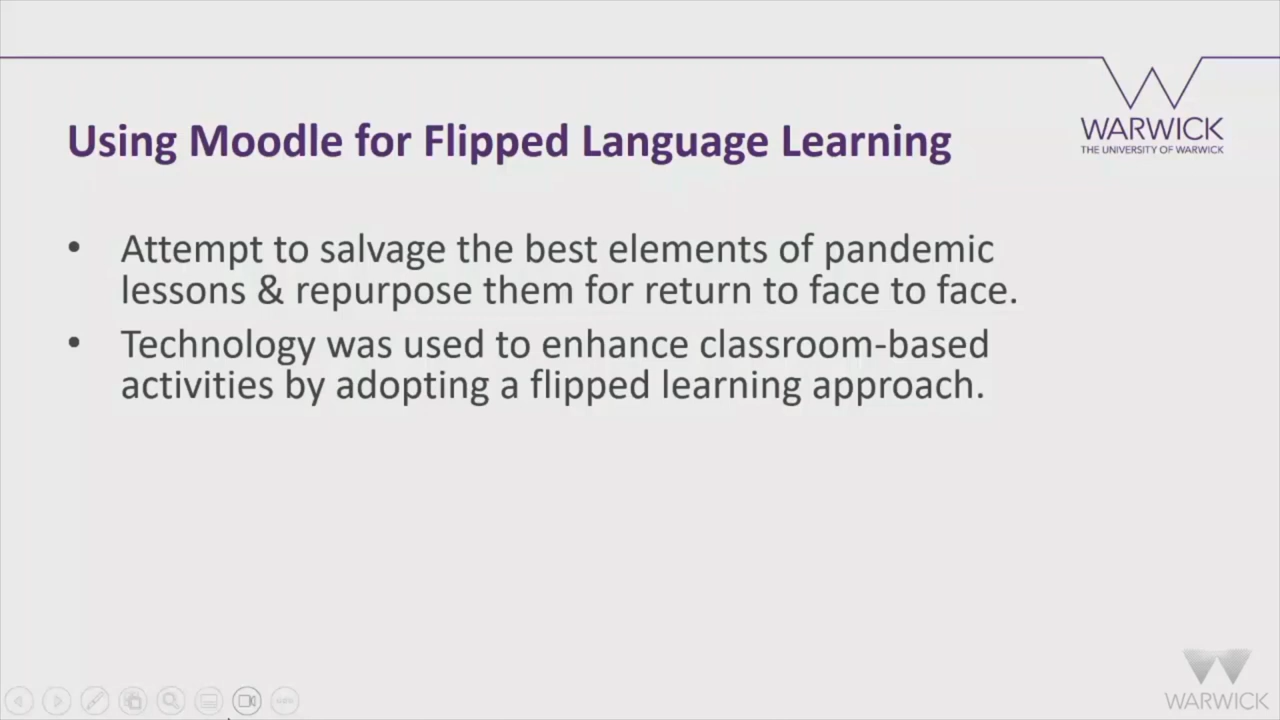 WARWICK
THE UNIVERSITY OF WARWICK
Using Moodle for Flipped Language Learning
• Attempt to salvage the best elements of pandemic
lessons & repurpose them for return to face to face.
• Technology was used to enhance classroom-based
activities by adopting a flipped learning approach.
WARWICK